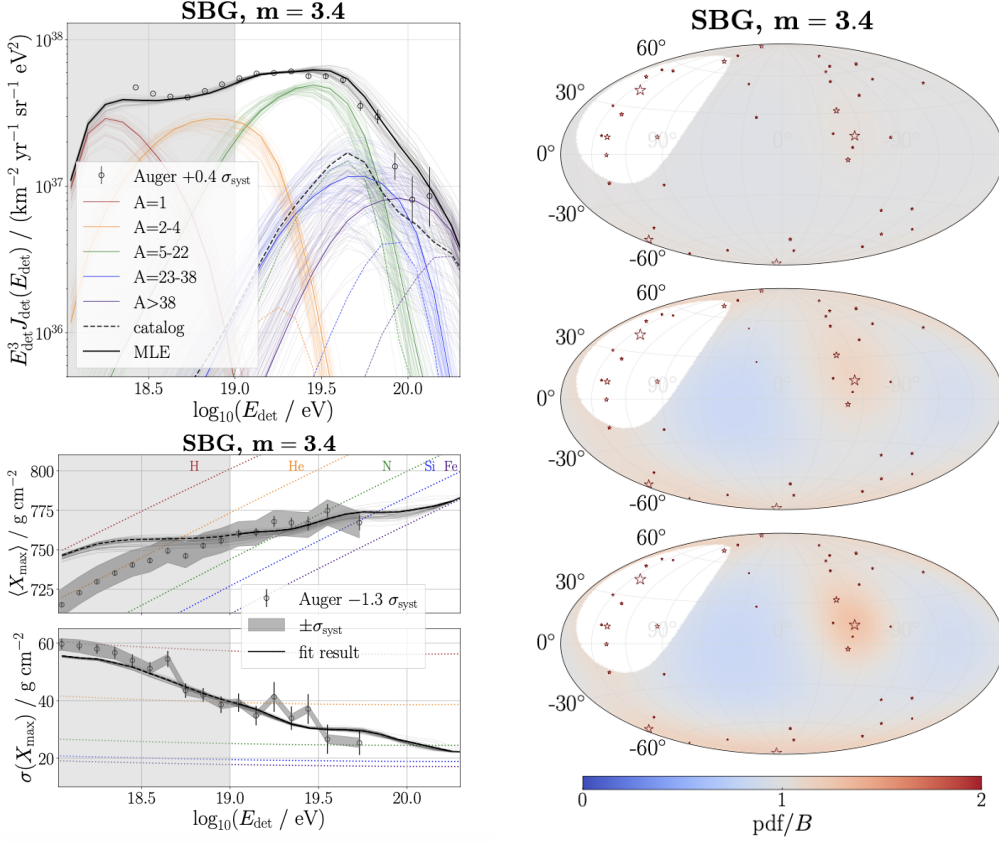 SBG, m = 3.4
10^38
10^37
10^36
E^3_det J_det(E_det) / (km^−2 yr^−1 sr^−1 eV^2)
Auger +0.4 σ_syst
A=1
A=2-4
A=5-22
A=23-38
A>38
catalog
MLE
18.5 19.0 19.5 20.0
log_10(E_det / eV)
SBG, m = 3.4
800
775
750
725
⟨X_max⟩ / g cm^−2
H He N Si Fe
Auger −1.3 σ_syst
±σ_syst
fit result
60
40
20
σ(X_max) / g cm^−2
18.5 19.0 19.5 20.0
log_10(E_det / eV)
SBG, m = 3.4
60°
30°
0°
-30°
-60°
90° 0° -90°
60°
30°
0°
-30°
-60°
90° 0° -90°
60°
30°
0°
-30°
-60°
90° 0° -90°
0 1 2
pdf/B